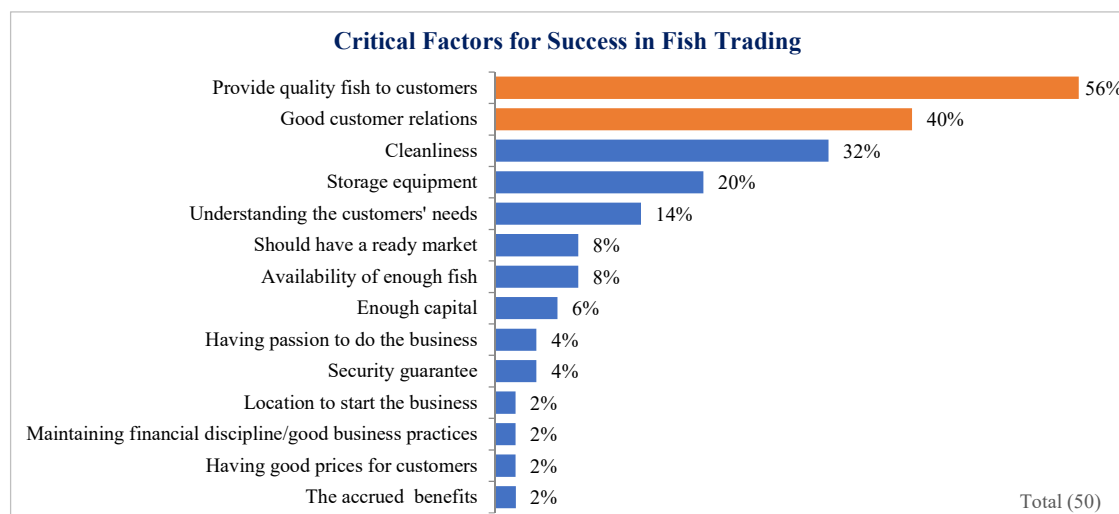 Critical Factors for Success in Fish Trading
Provide quality fish to customers 56%
Good customer relations 40%
Cleanliness 32%
Storage equipment 20%
Understanding the customers' needs 14%
Should have a ready market 8%
Availability of enough fish 8%
Enough capital 6%
Having passion to do the business 4%
Security guarantee 4%
Location to start the business 2%
Maintaining financial discipline/good business practices 2%
Having good prices for customers 2%
The accrued  benefits 2%
Total (50)